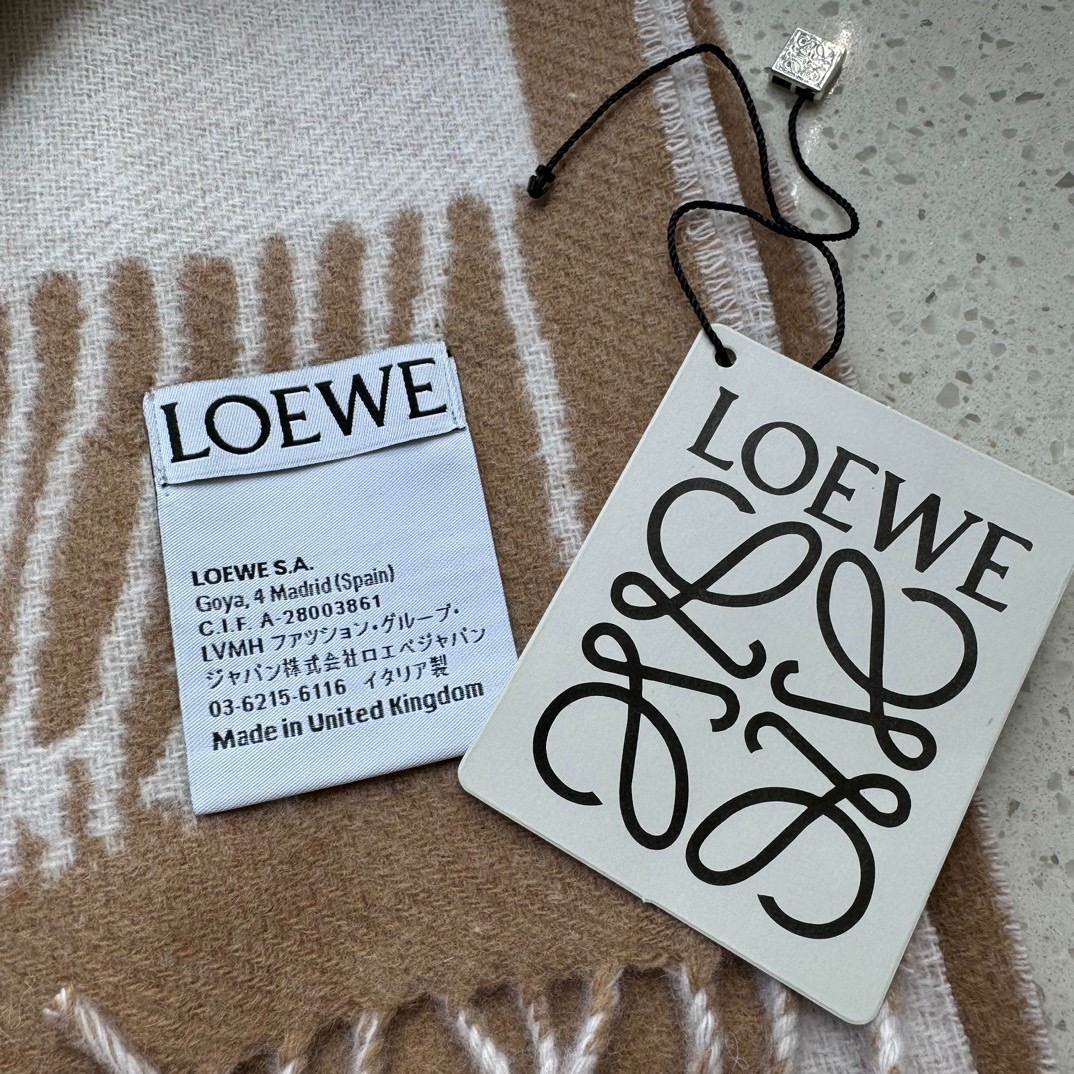 LOEWE
LOEWE S.A.
Goya, 4 Madrid (Spain)
C.I.F. A-28003861
LVMH ファッション・グループ・
ジャパン株式会社ロエベジャパン
03-6215-6116 イタリア製
Made in United Kingdom
LOEWE